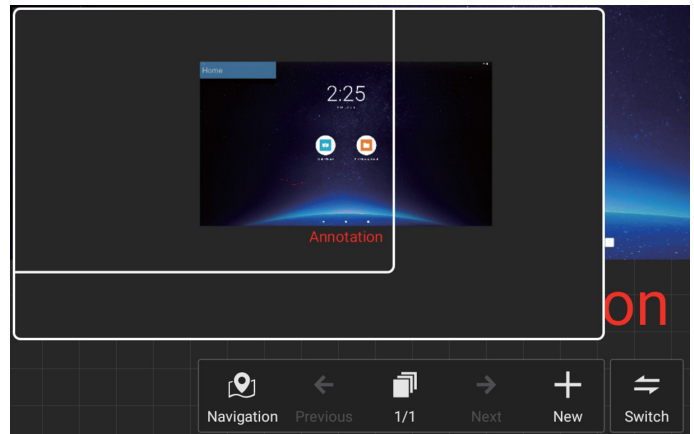 Home
2:25
Annotation
on
Navigation
Previous
1/1
Next
New
Switch